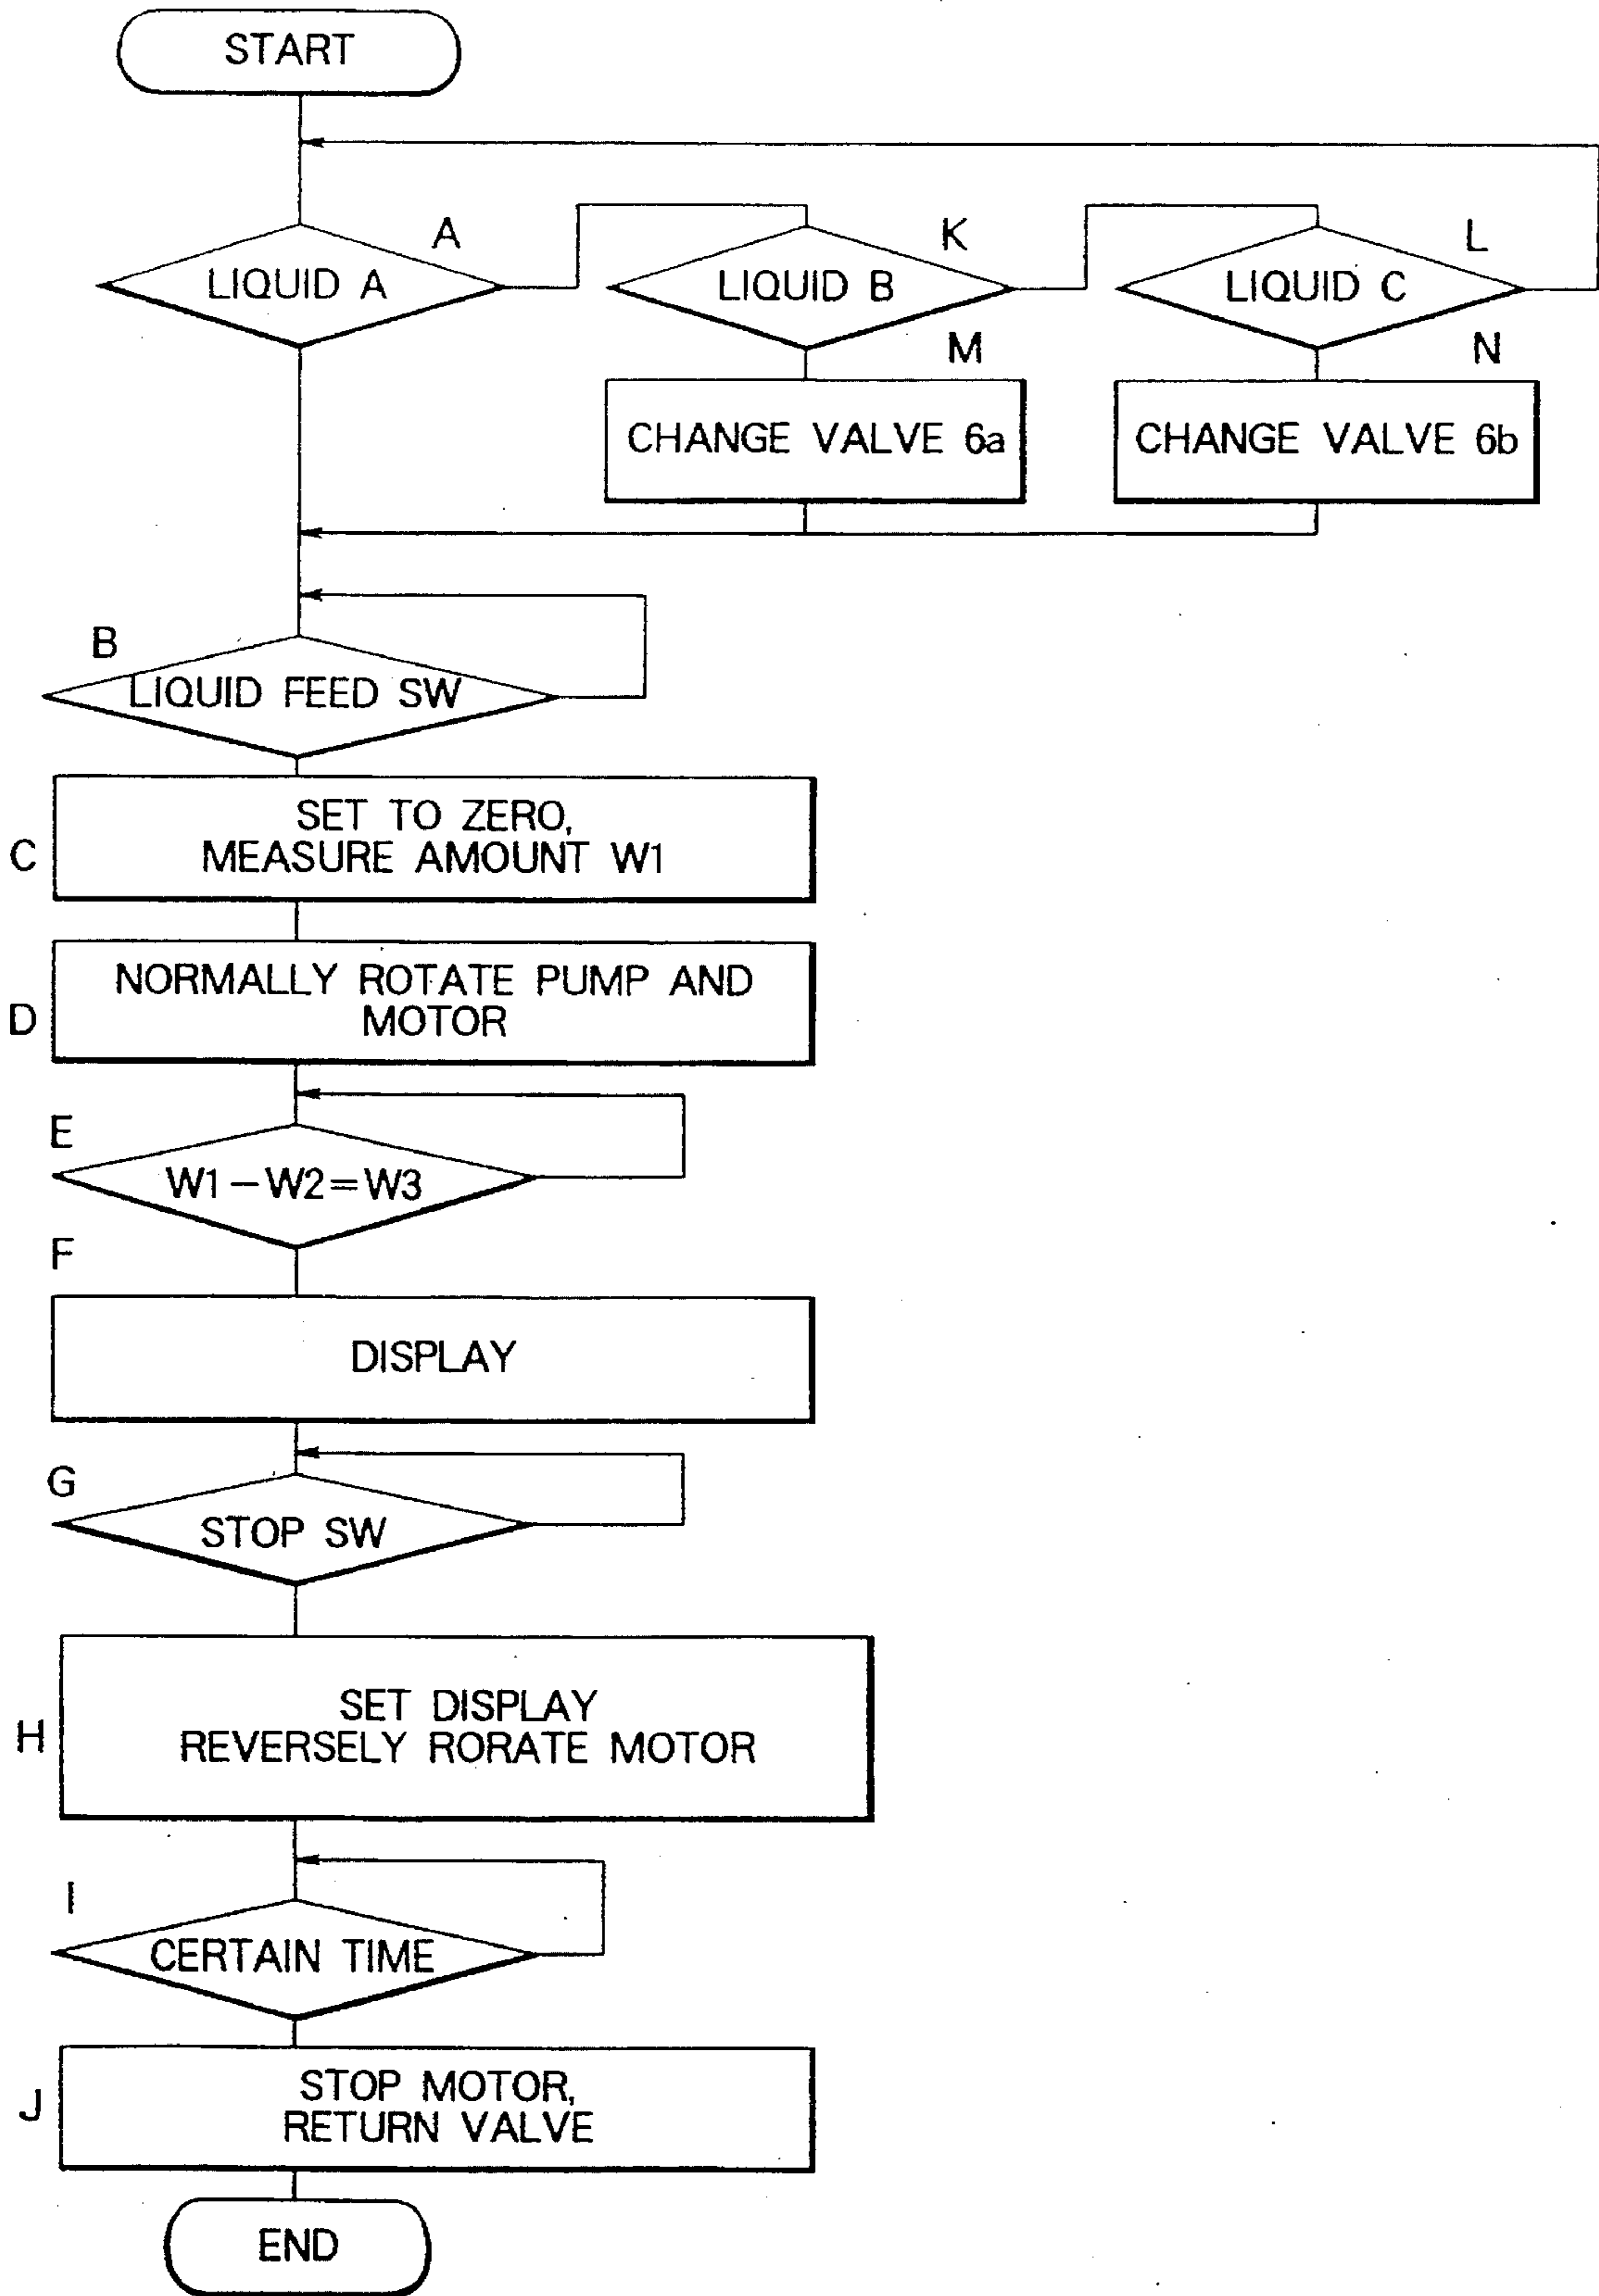 START
A
K
L
LIQUID A
LIQUID B
LIQUID C
M
N
CHANGE VALVE 6a
CHANGE VALVE 6b
B
LIQUID FEED SW
SET TO ZERO,
MEASURE AMOUNT W1
C
NORMALLY ROTATE PUMP AND
MOTOR
D
E
W1-W2=W3
F
DISPLAY
G
STOP SW
SET DISPLAY
REVERSELY RORATE MOTOR
H
I
CERTAIN TIME
STOP MOTOR,
RETURN VALVE
J
END